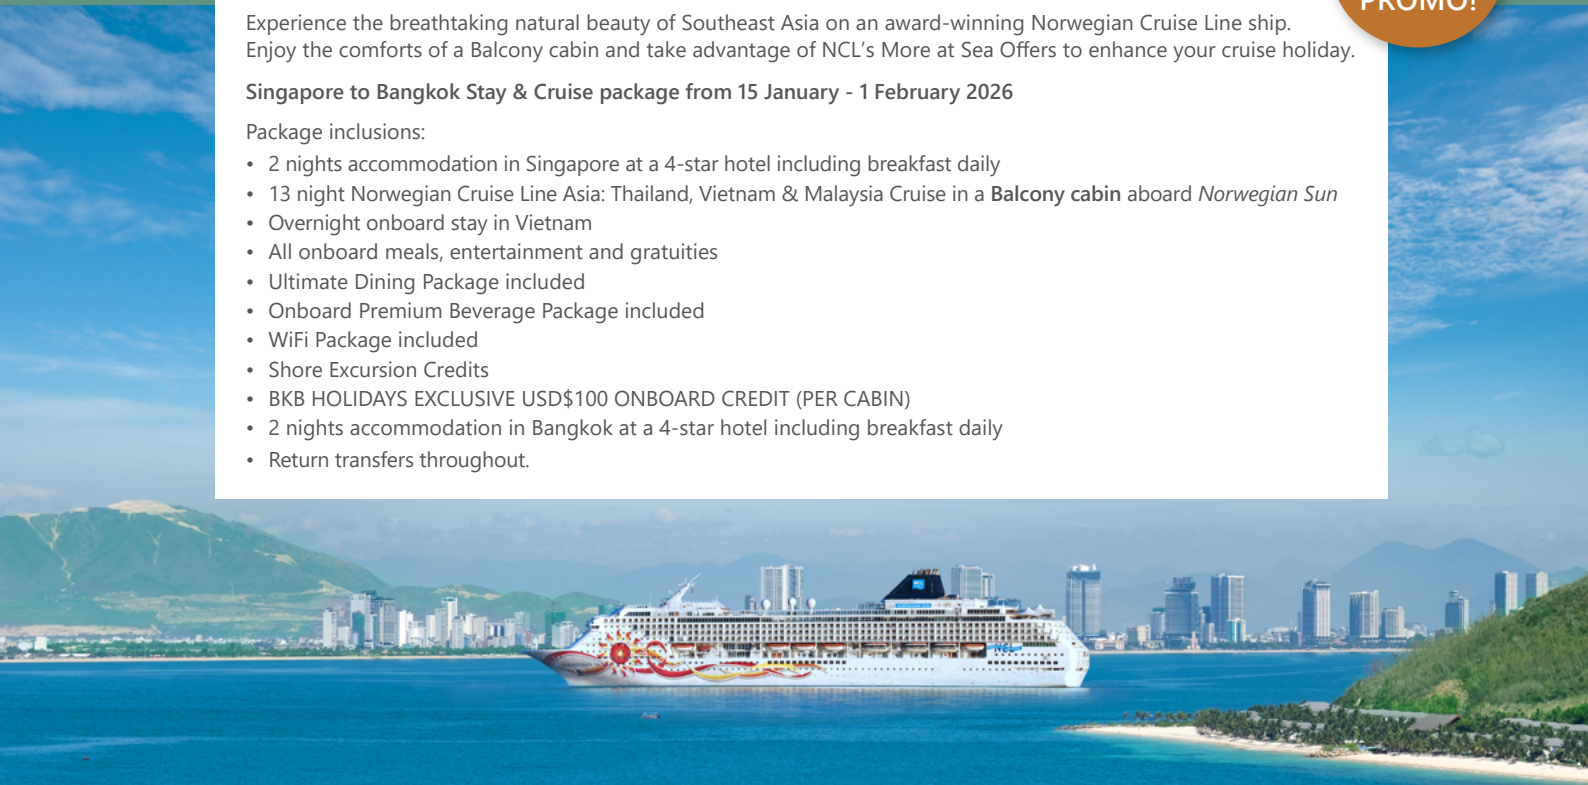 PROMO!
Experience the breathtaking natural beauty of Southeast Asia on an award-winning Norwegian Cruise Line ship.
Enjoy the comforts of a Balcony cabin and take advantage of NCL's More at Sea Offers to enhance your cruise holiday.
Singapore to Bangkok Stay & Cruise package from 15 January - 1 February 2026
Package inclusions:
• 2 nights accommodation in Singapore at a 4-star hotel including breakfast daily
• 13 night Norwegian Cruise Line Asia: Thailand, Vietnam & Malaysia Cruise in a Balcony cabin aboard Norwegian Sun
• Overnight onboard stay in Vietnam
• All onboard meals, entertainment and gratuities
• Ultimate Dining Package included
• Onboard Premium Beverage Package included
• WiFi Package included
• Shore Excursion Credits
• BKB HOLIDAYS EXCLUSIVE USD$100 ONBOARD CREDIT (PER CABIN)
• 2 nights accommodation in Bangkok at a 4-star hotel including breakfast daily
• Return transfers throughout.
NCL